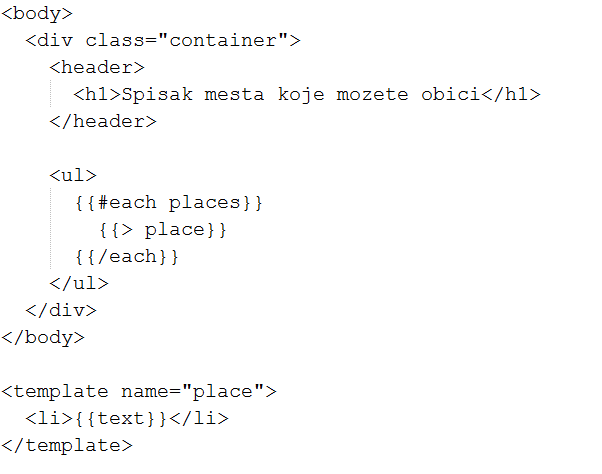 <body>
  <div class="container">
    <header>
      <h1>Spisak mesta koje mozete obici</h1>
    </header>

    <ul>
      {{#each places}}
        {{> place}}
      {{/each}}
    </ul>
  </div>
</body>

<template name="place">
  <li>{{text}}</li>
</template>